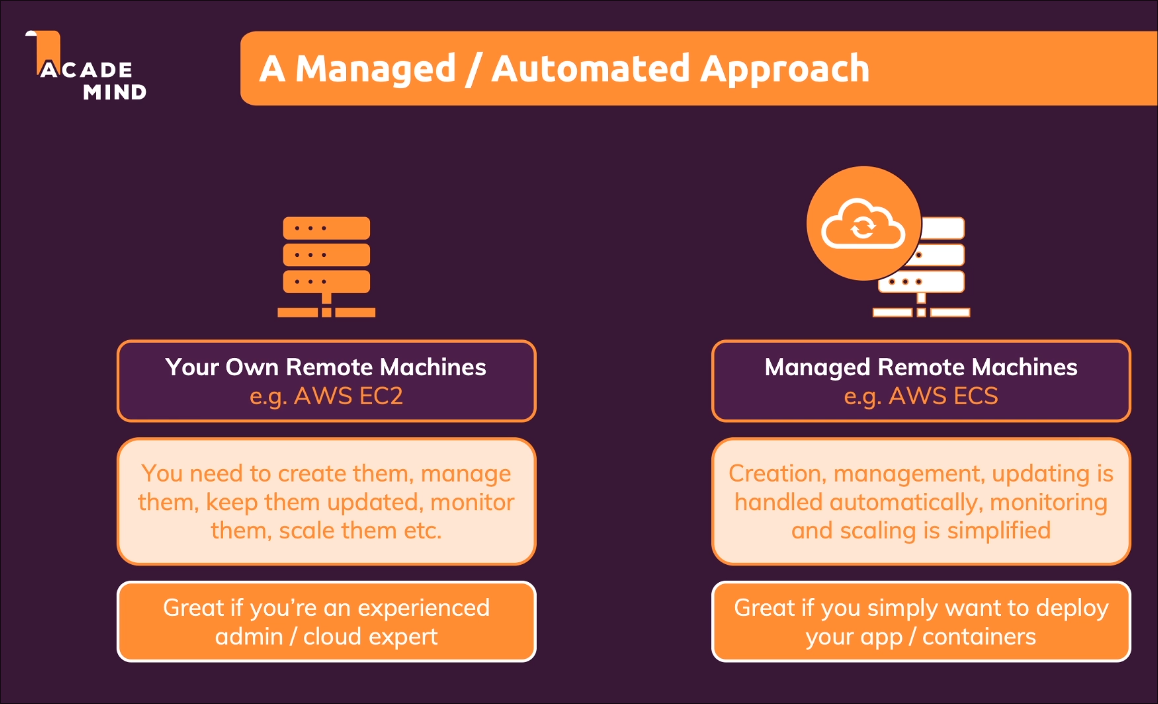 ACADE
MIND
A Managed / Automated Approach
Your Own Remote Machines
e.g. AWS EC2
You need to create them, manage
them, keep them updated, monitor
them, scale them etc.
Great if you’re an experienced
admin / cloud expert
Managed Remote Machines
e.g. AWS ECS
Creation, management, updating is
handled automatically, monitoring
and scaling is simplified
Great if you simply want to deploy
your app / containers